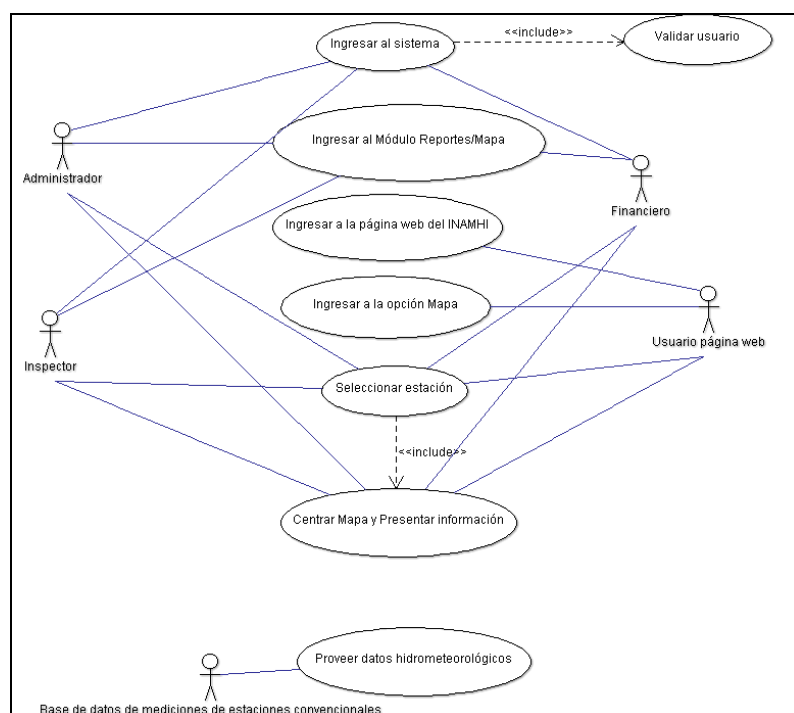 Ingresar al sistema
<<include>>
Validar usuario
Ingresar al Módulo Reportes/Mapa
Administrador
Financiero
Ingresar a la página web del INAMHI
Ingresar a la opción Mapa
Usuario página web
Inspector
Seleccionar estación
<<include>>
Centrar Mapa y Presentar información
Proveer datos hidrometeorológicos
Base de datos de mediciones de estaciones convencionales